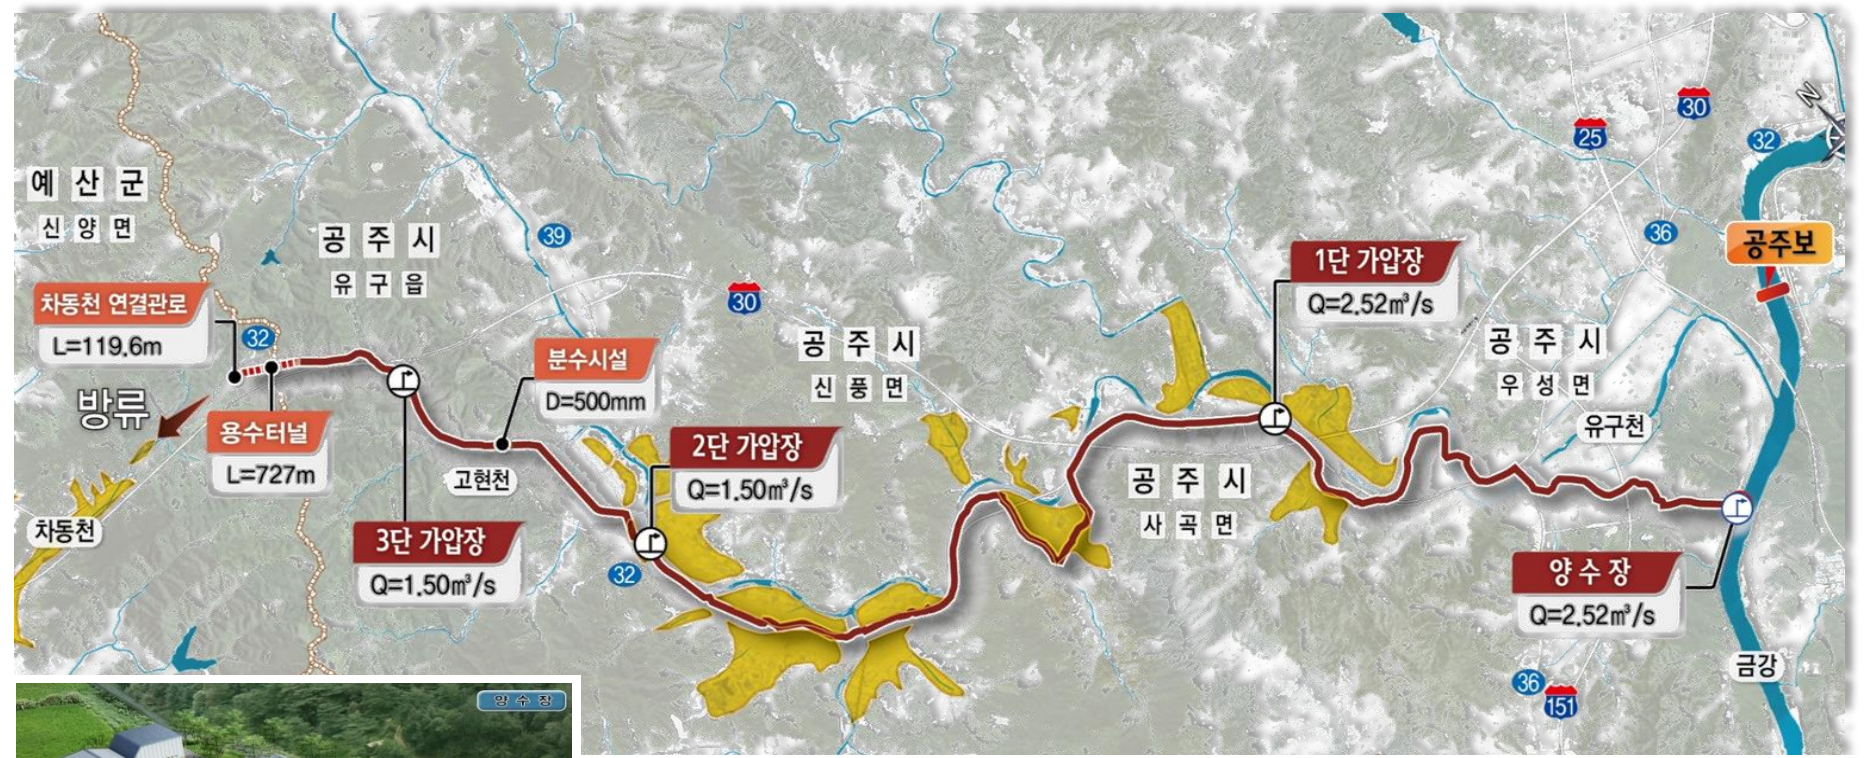 N
30
25
32
예산군
신양면
36
공주보
공주시
유구읍
39
1단 가압장
Q=2.52㎥/s
차동천 연결관로
L=119.6m
30
32
공주시
신풍면
공주시
우성면
분수시설
D=500mm
방류
용수터널
L=727m
유구천
2단 가압장
Q=1.50㎥/s
고현천
공주시
사곡면
차동천
3단 가압장
Q=1.50㎥/s
32
양수장
Q=2.52㎥/s
금강
36
151
양수장